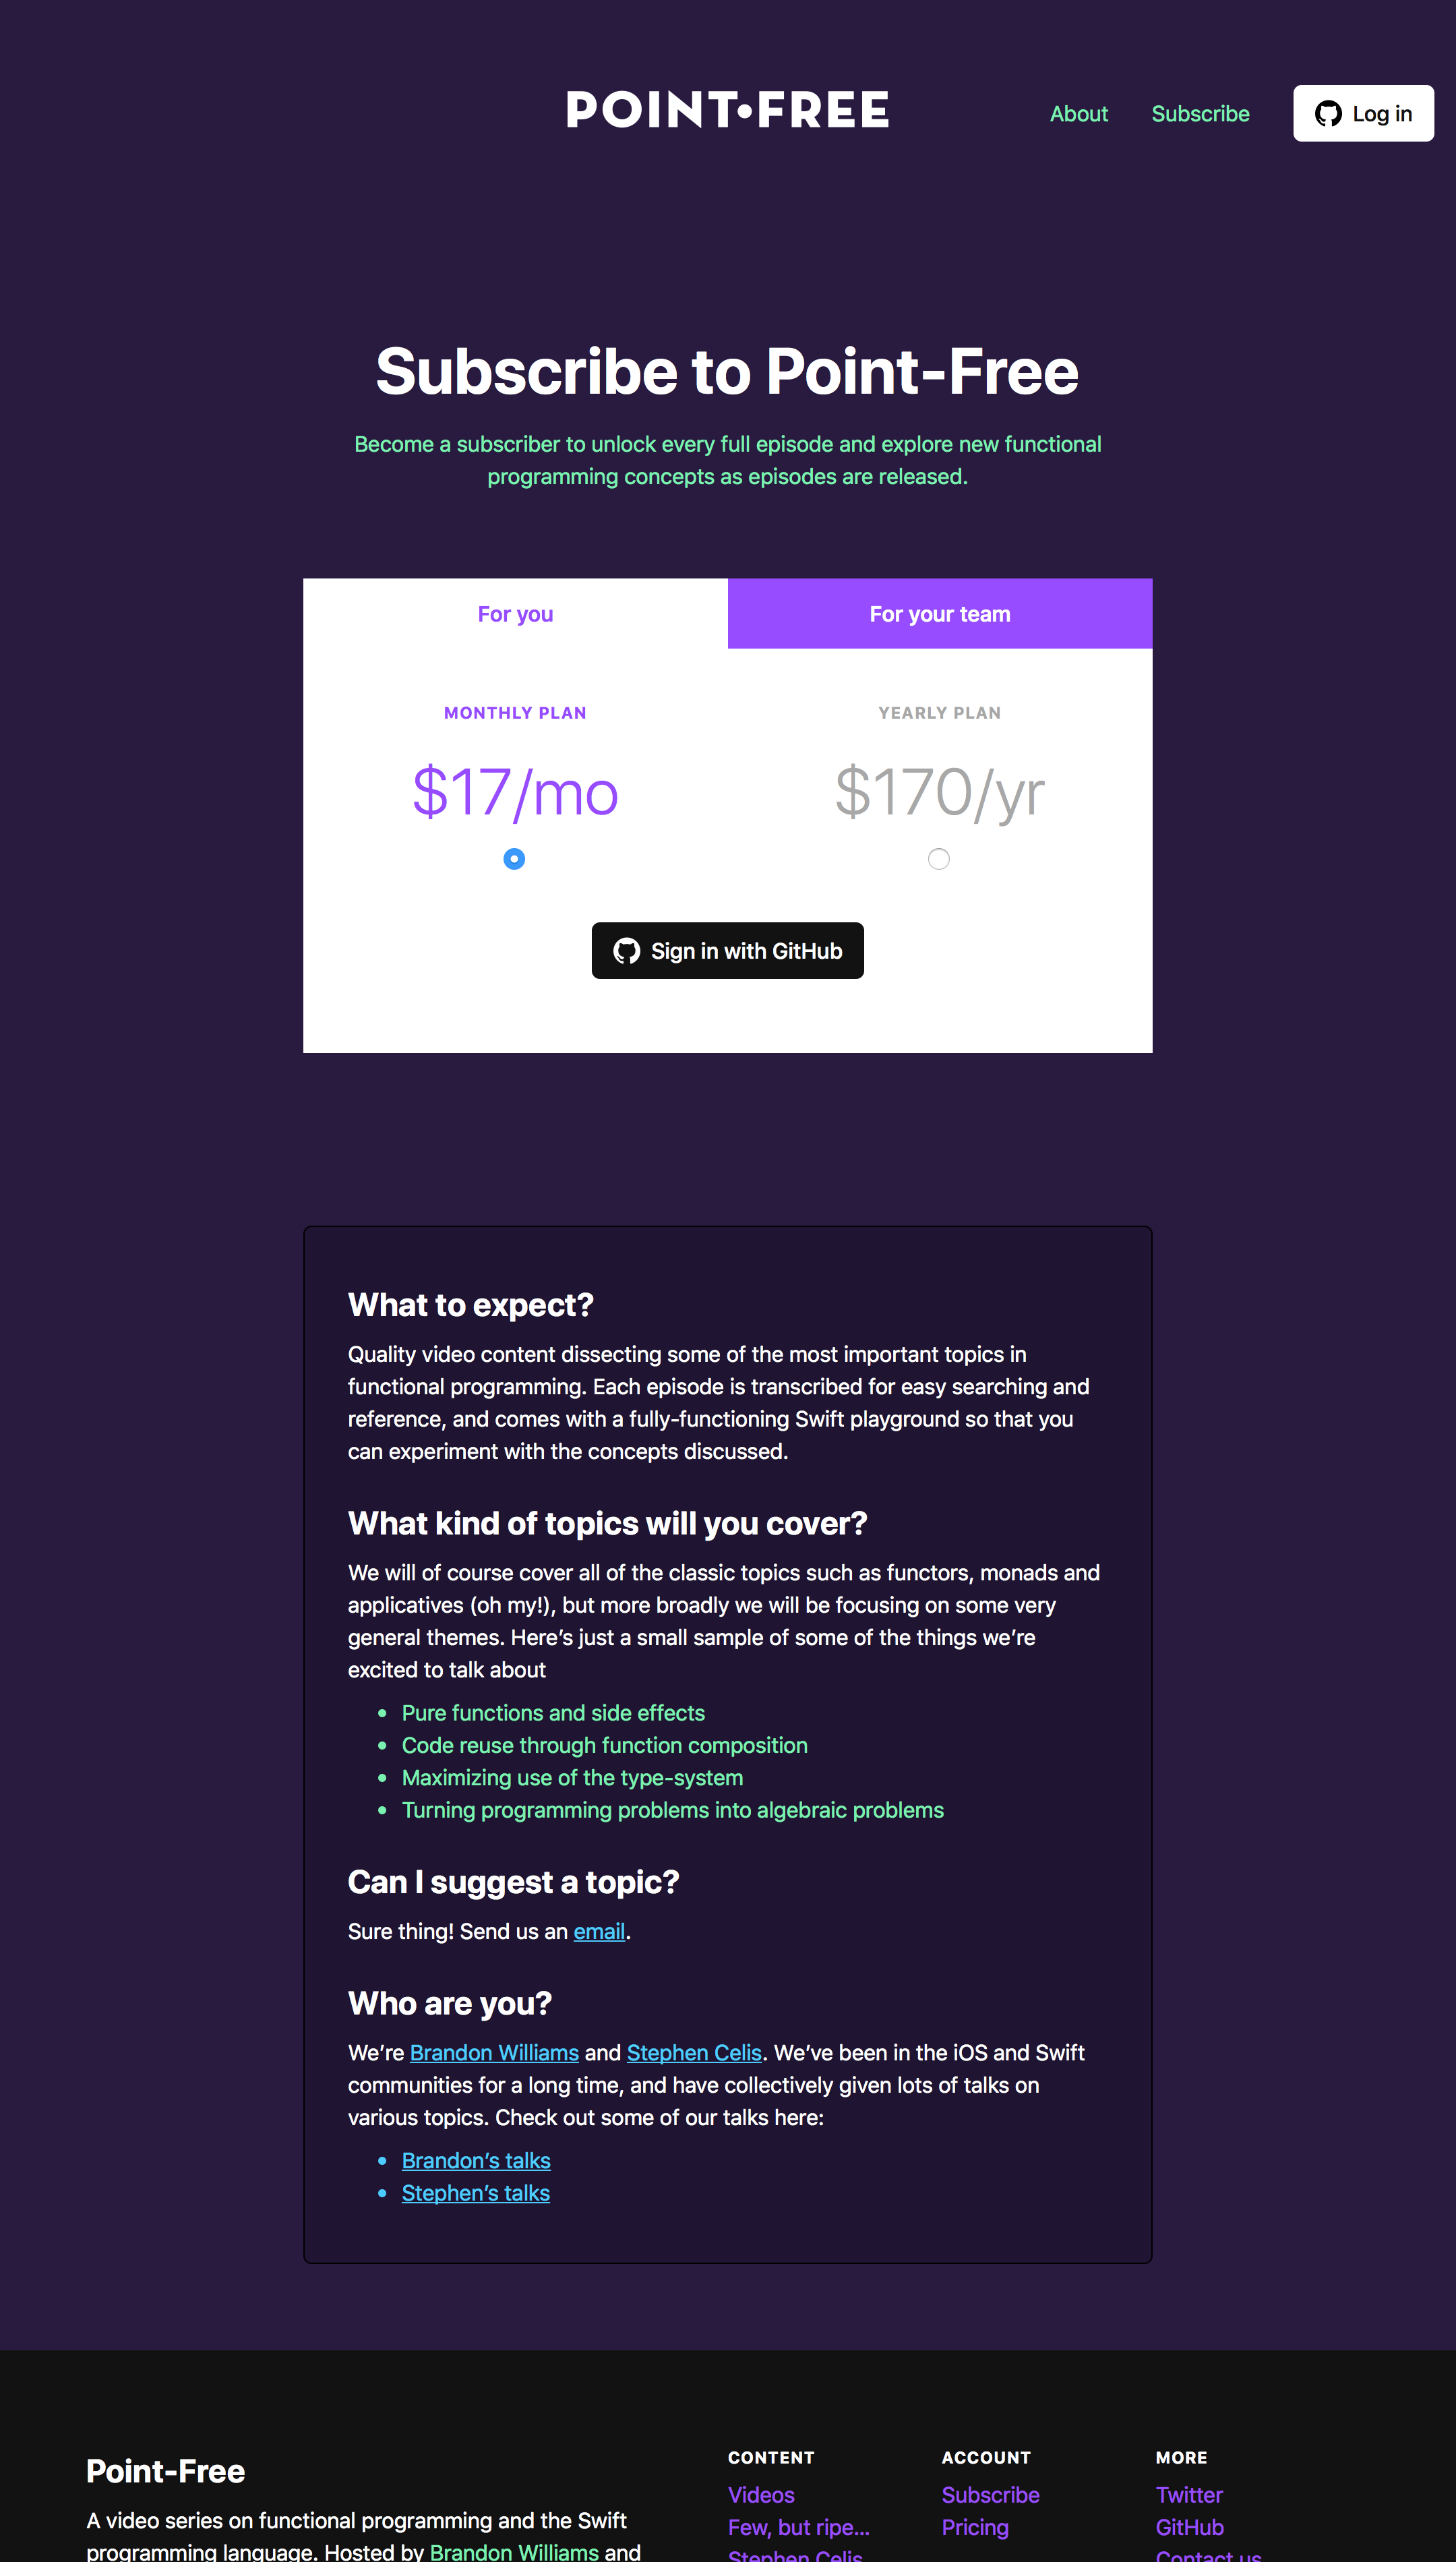 POINT•FREE
About
Subscribe
Log in
Subscribe to Point-Free
Become a subscriber to unlock every full episode and explore new functional
programming concepts as episodes are released.
For you
For your team
MONTHLY PLAN
YEARLY PLAN
$17/mo
$170/yr
Sign in with GitHub
What to expect?
Quality video content dissecting some of the most important topics in
functional programming. Each episode is transcribed for easy searching and
reference, and comes with a fully-functioning Swift playground so that you
can experiment with the concepts discussed.
What kind of topics will you cover?
We will of course cover all of the classic topics such as functors, monads and
applicatives (oh my!), but more broadly we will be focusing on some very
general themes. Here’s just a small sample of some of the things we’re
excited to talk about
• Pure functions and side effects
• Code reuse through function composition
• Maximizing use of the type-system
• Turning programming problems into algebraic problems
Can I suggest a topic?
Sure thing! Send us an email.
Who are you?
We’re Brandon Williams and Stephen Celis. We’ve been in the iOS and Swift
communities for a long time, and have collectively given lots of talks on
various topics. Check out some of our talks here:
• Brandon’s talks
• Stephen’s talks
Point-Free
A video series on functional programming and the Swift
programming language. Hosted by Brandon Williams and
CONTENT
Videos
Few, but ripe...
Stephen Celis
ACCOUNT
Subscribe
Pricing
MORE
Twitter
GitHub
Contact us